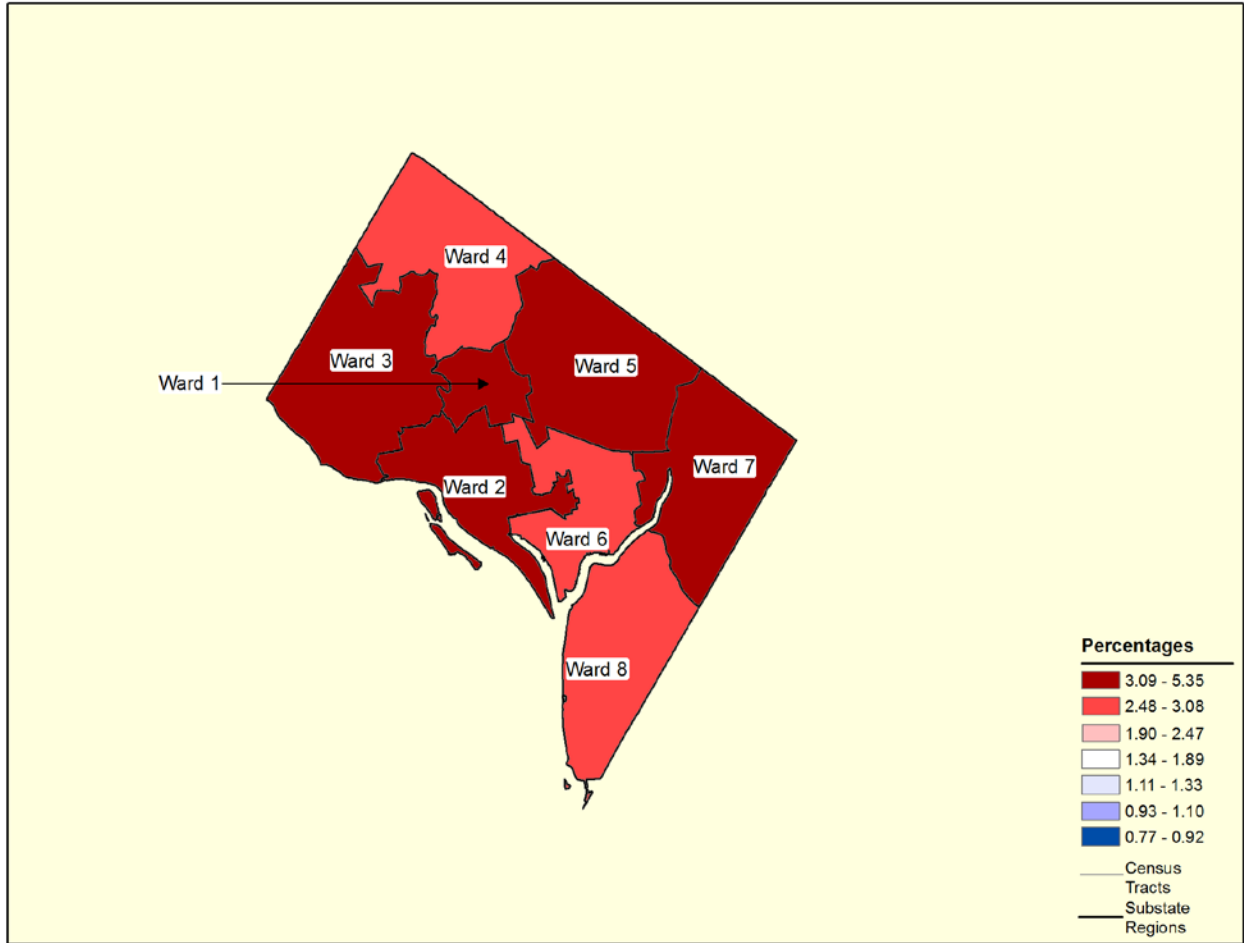 Ward 4
Ward 3
Ward 5
Ward 1
Ward 7
Ward 2
Ward 6
Ward 8
Percentages
3.09 - 5.35
2.48 - 3.08
1.90 - 2.47
1.34 - 1.89
1.11 - 1.33
0.93 - 1.10
0.77 - 0.92
Census
Tracts
Substate
Regions